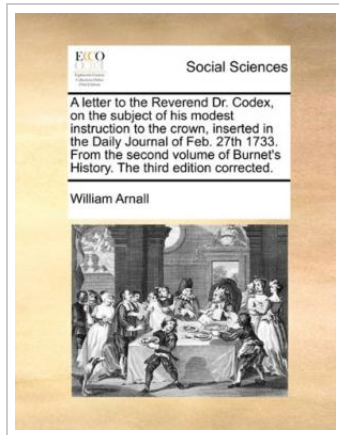 ECCO
Social Sciences
A letter to the Reverend Dr. Codex,
on the subject of his modest
instruction to the crown, inserted in
the Daily Journal of Feb. 27th 1733.
From the second volume of Burnet's
History. The third edition corrected.
William Arnall